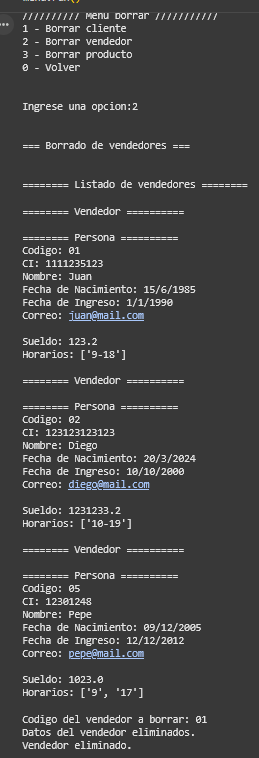 ////////// Menu borrar ///////////
1 - Borrar cliente
2 - Borrar vendedor
3 - Borrar producto
0 - Volver
Ingrese una opcion:2
=== Borrado de vendedores ===
======== Listado de vendedores ========
======== Vendedor ==========
======== Persona ==========
Codigo: 01
CI: 1111235123
Nombre: Juan
Fecha de Nacimiento: 15/6/1985
Fecha de Ingreso: 1/1/1990
Correo: juan@mail.com
Sueldo: 123.2
Horarios: ['9-18']
======== Vendedor ==========
======== Persona ==========
Codigo: 02
CI: 123123123123
Nombre: Diego
Fecha de Nacimiento: 20/3/2024
Fecha de Ingreso: 10/10/2000
Correo: diego@mail.com
Sueldo: 1231233.2
Horarios: ['10-19']
======== Vendedor ==========
======== Persona ==========
Codigo: 05
CI: 12301248
Nombre: Pepe
Fecha de Nacimiento: 09/12/2005
Fecha de Ingreso: 12/12/2012
Correo: pepe@mail.com
Sueldo: 1023.0
Horarios: ['9', '17']
Codigo del vendedor a borrar: 01
Datos del vendedor eliminados.
Vendedor eliminado.